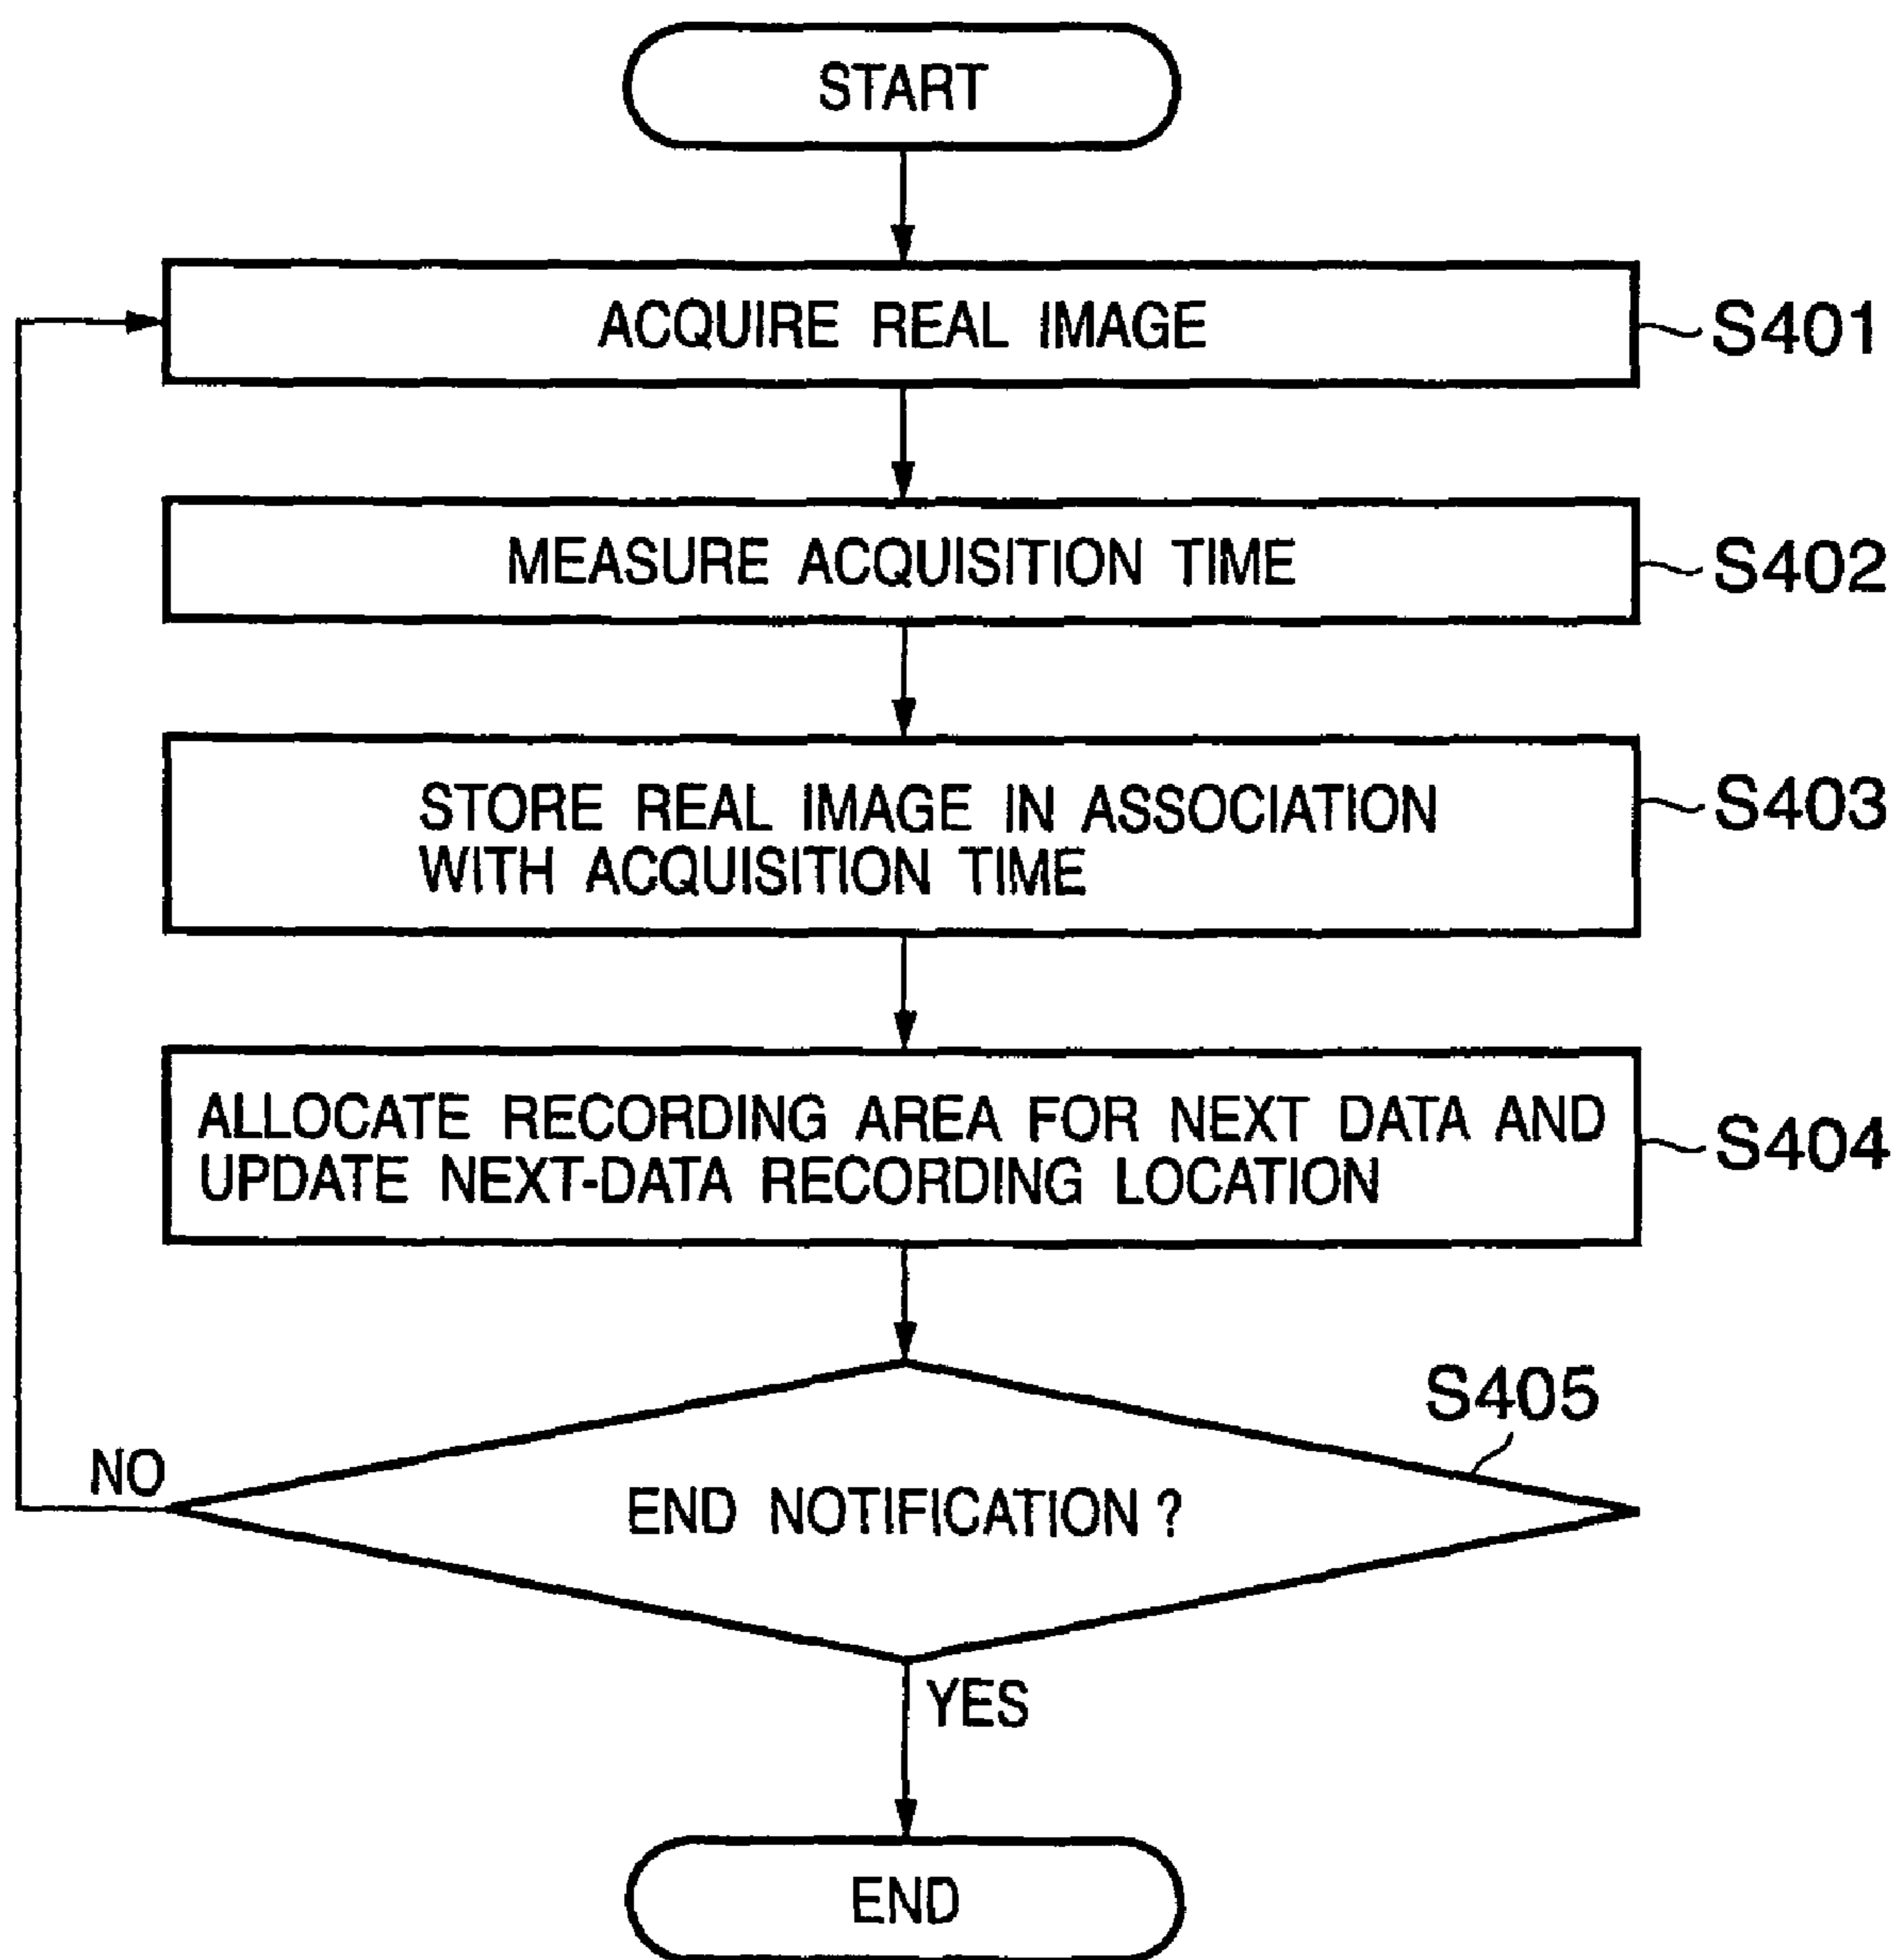 START
ACQUIRE REAL IMAGE
S401
MEASURE ACQUISITION TIME
S402
STORE REAL IMAGE IN ASSOCIATION
WITH ACQUISITION TIME
S403
ALLOCATE RECORDING AREA FOR NEXT DATA AND
UPDATE NEXT-DATA RECORDING LOCATION
S404
S405
NO
END NOTIFICATION ?
YES
END